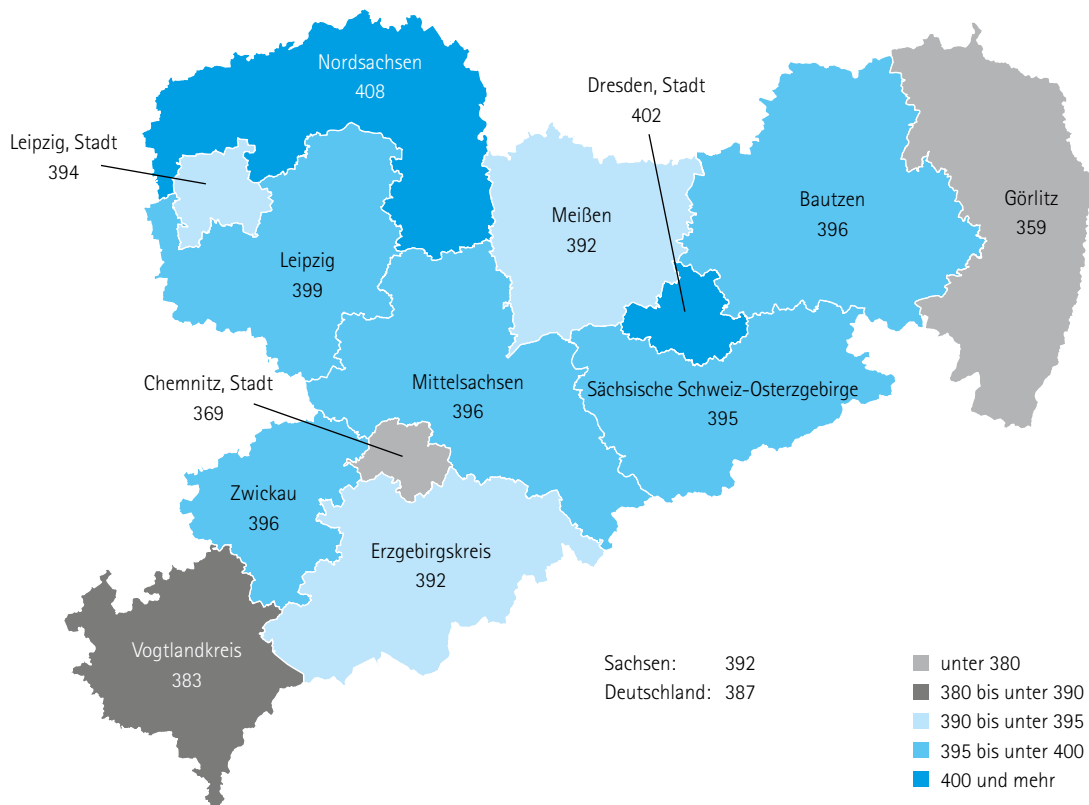 Nordsachsen
408
Dresden, Stadt
402
Leipzig, Stadt
394
Meißen
392
Bautzen
396
Görlitz
359
Leipzig
399
Chemnitz, Stadt
369
Mittelsachsen
396
Sächsische Schweiz-Osterzgebirge
395
Zwickau
396
Erzgebirgskreis
392
Vogtlandkreis
383
Sachsen: 392
Deutschland: 387
unter 380
380 bis unter 390
390 bis unter 395
395 bis unter 400
400 und mehr